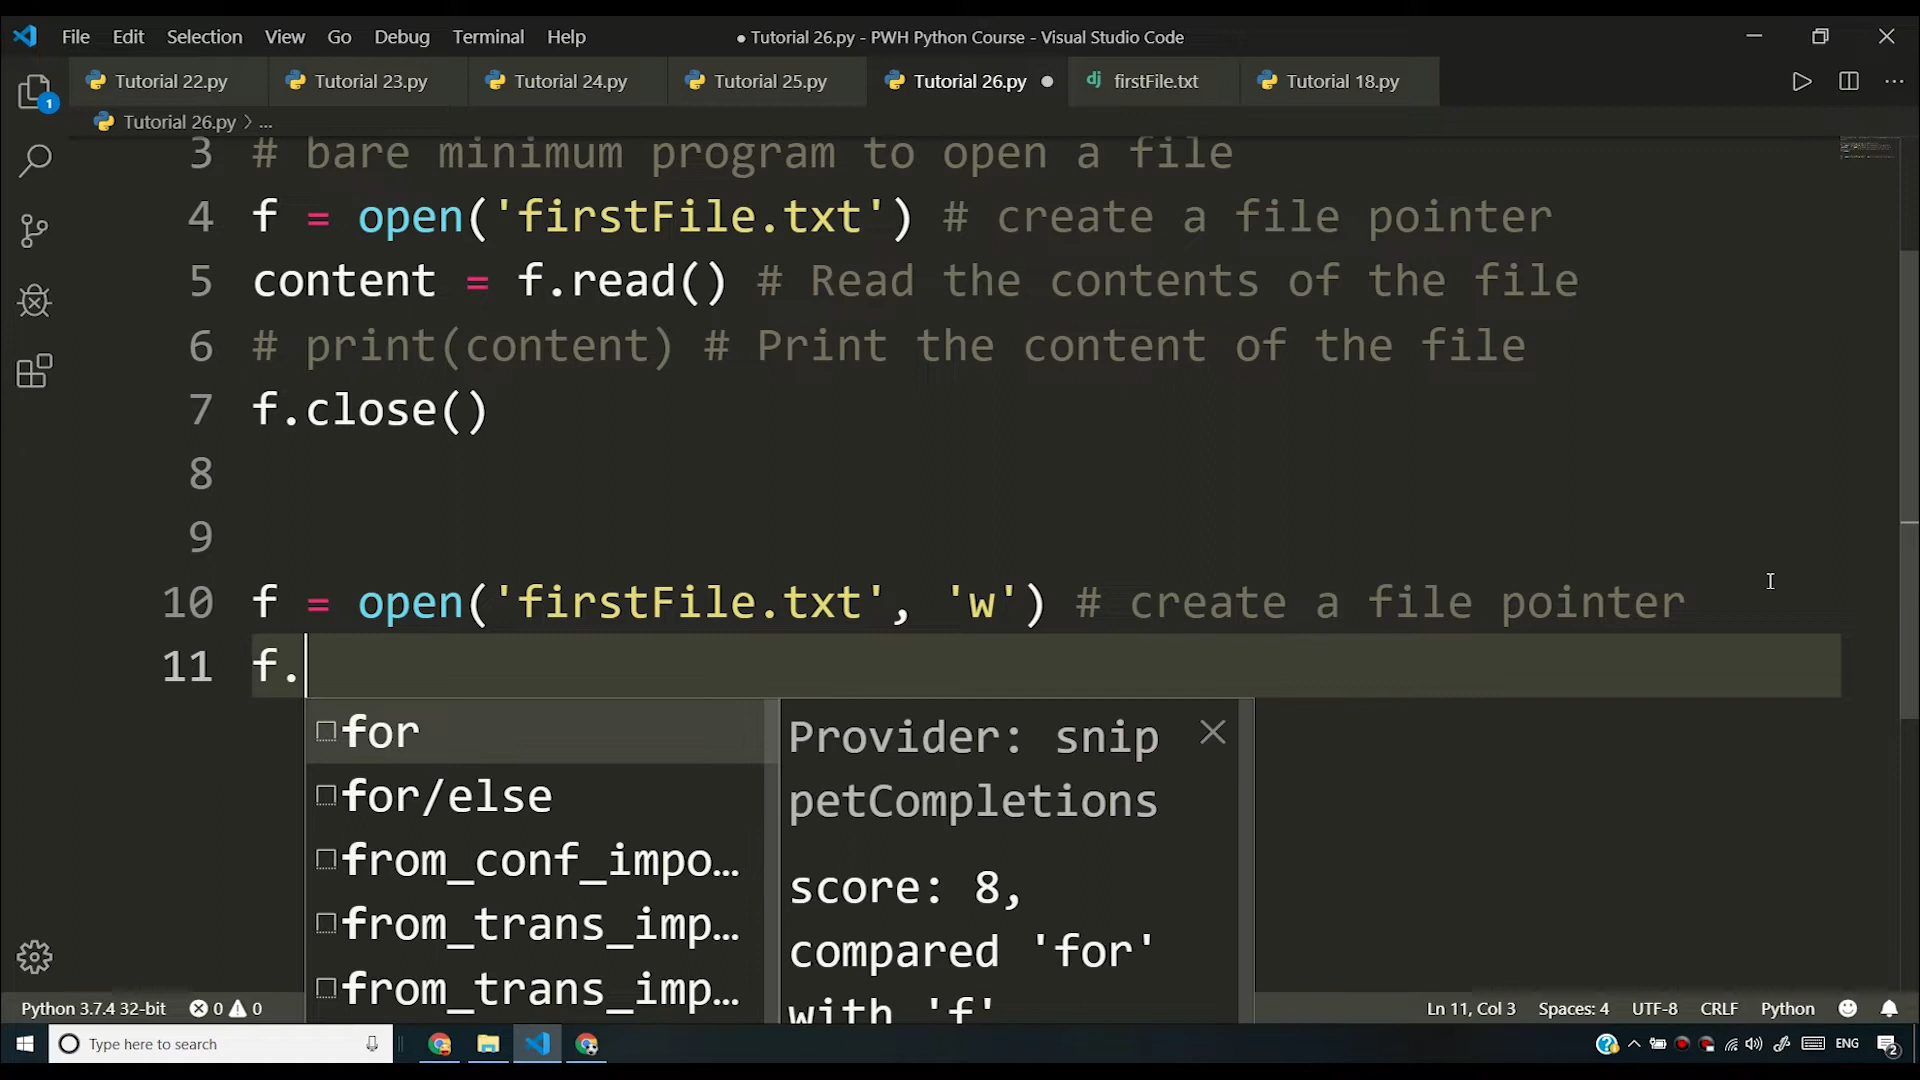 File Edit Selection View Go Debug Terminal Help
● Tutorial 26.py - PWH Python Course - Visual Studio Code
Tutorial 22.py Tutorial 23.py Tutorial 24.py Tutorial 25.py Tutorial 26.py ● firstFile.txt Tutorial 18.py
1
Tutorial 26.py > ...
3 # bare minimum program to open a file
4 f = open('firstFile.txt') # create a file pointer
5 content = f.read() # Read the contents of the file
6 # print(content) # Print the content of the file
7 f.close()
8
9
10 f = open('firstFile.txt', 'w') # create a file pointer
11 f.
for
for/else
from_conf_impo…
from_trans_imp…
from_trans_imp…
Provider: snip
petCompletions
score: 8,
compared 'for'
with 'f'
Python 3.7.4 32-bit 0 0 Ln 11, Col 3 Spaces: 4 UTF-8 CRLF Python
Type here to search ENG 2